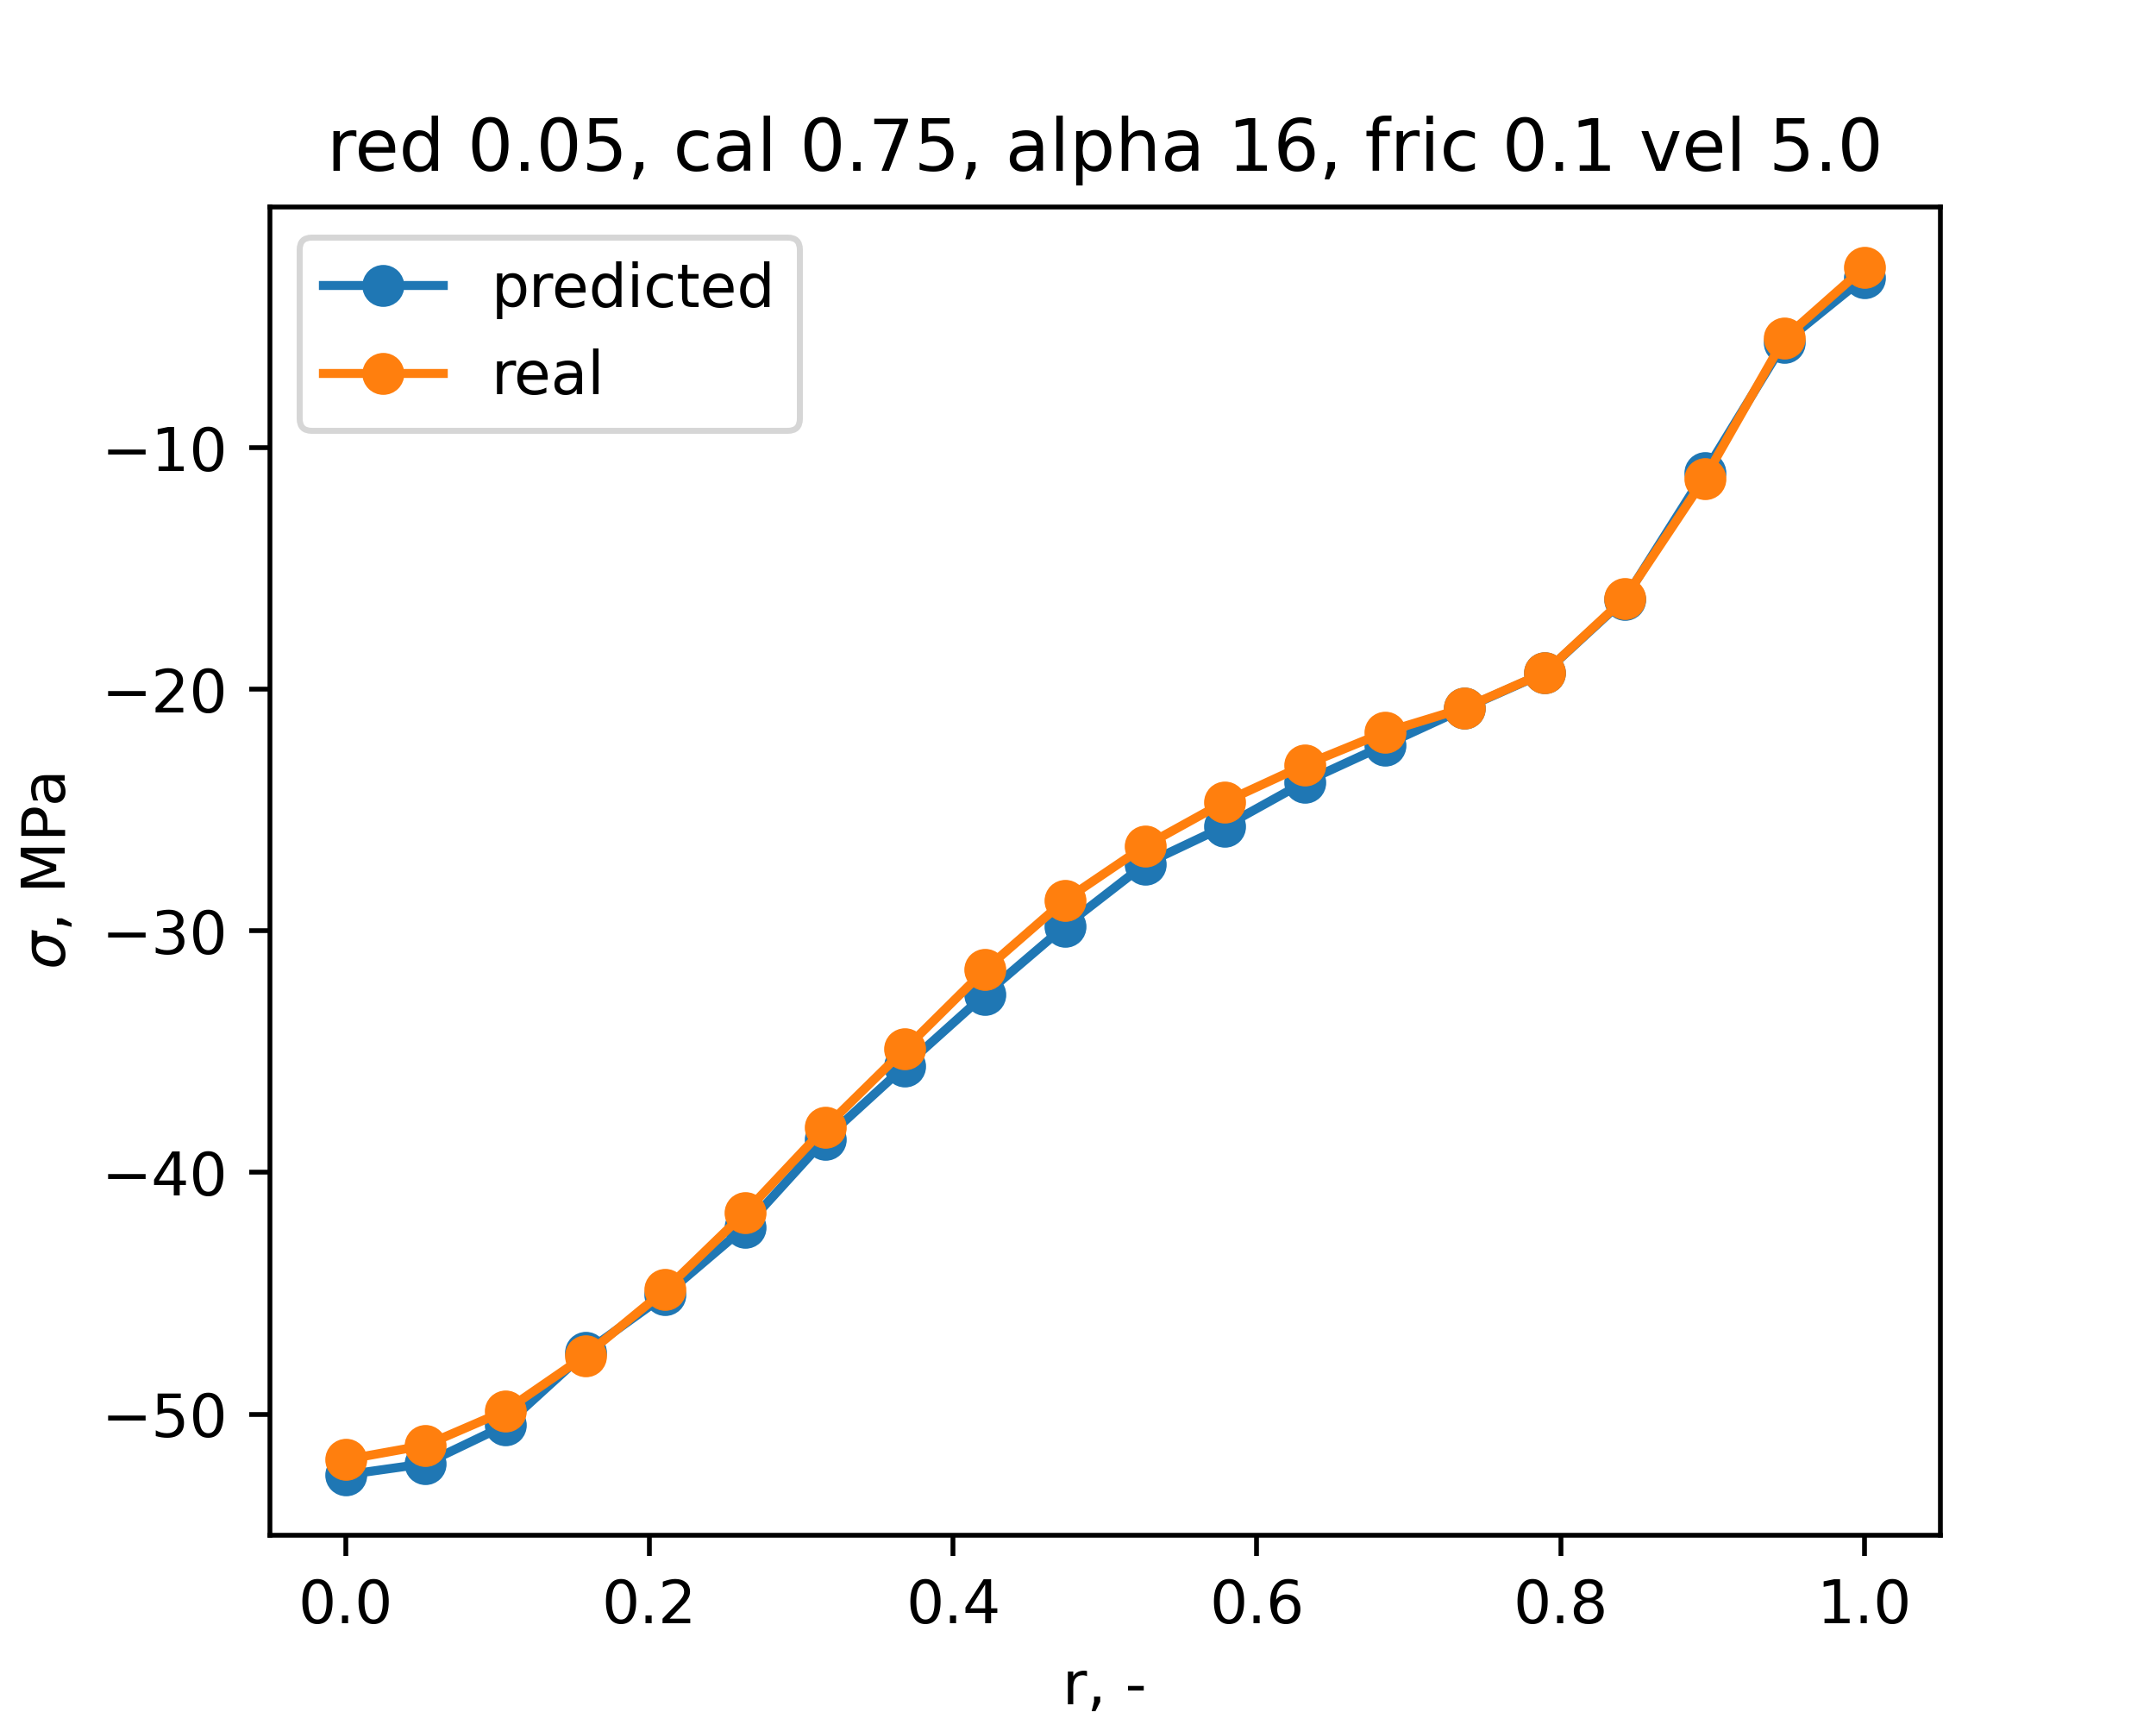 red 0.05, cal 0.75, alpha 16, fric 0.1 vel 5.0
predicted
real
−10
−20
−30
−40
−50
σ, MPa
0.0 0.2 0.4 0.6 0.8 1.0
r, -